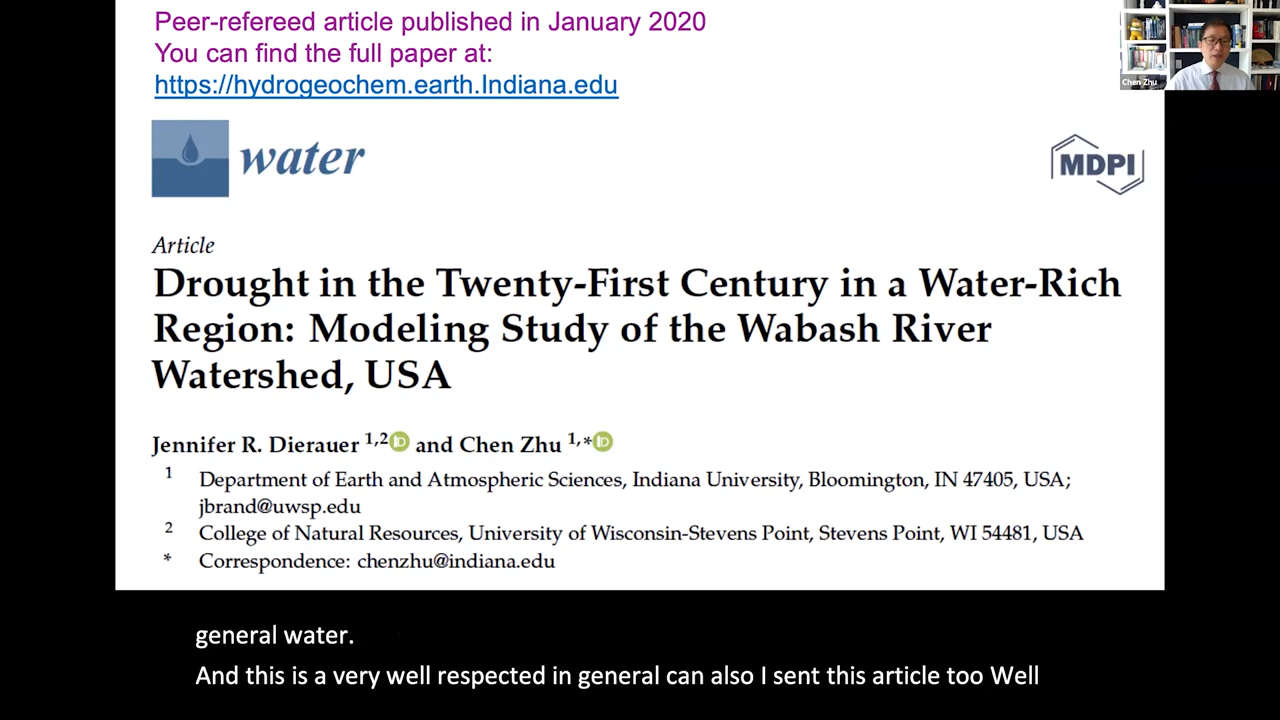 Peer-refereed article published in January 2020
You can find the full paper at:
https://hydrogeochem.earth.Indiana.edu
Chen Zhu
water
MDPI
Article
Drought in the Twenty-First Century in a Water-Rich
Region: Modeling Study of the Wabash River
Watershed, USA
Jennifer R. Dierauer 1,2 iD and Chen Zhu 1,* iD
1 Department of Earth and Atmospheric Sciences, Indiana University, Bloomington, IN 47405, USA;
jbrand@uwsp.edu
2 College of Natural Resources, University of Wisconsin-Stevens Point, Stevens Point, WI 54481, USA
* Correspondence: chenzhu@indiana.edu
general water.
And this is a very well respected in general can also I sent this article too Well